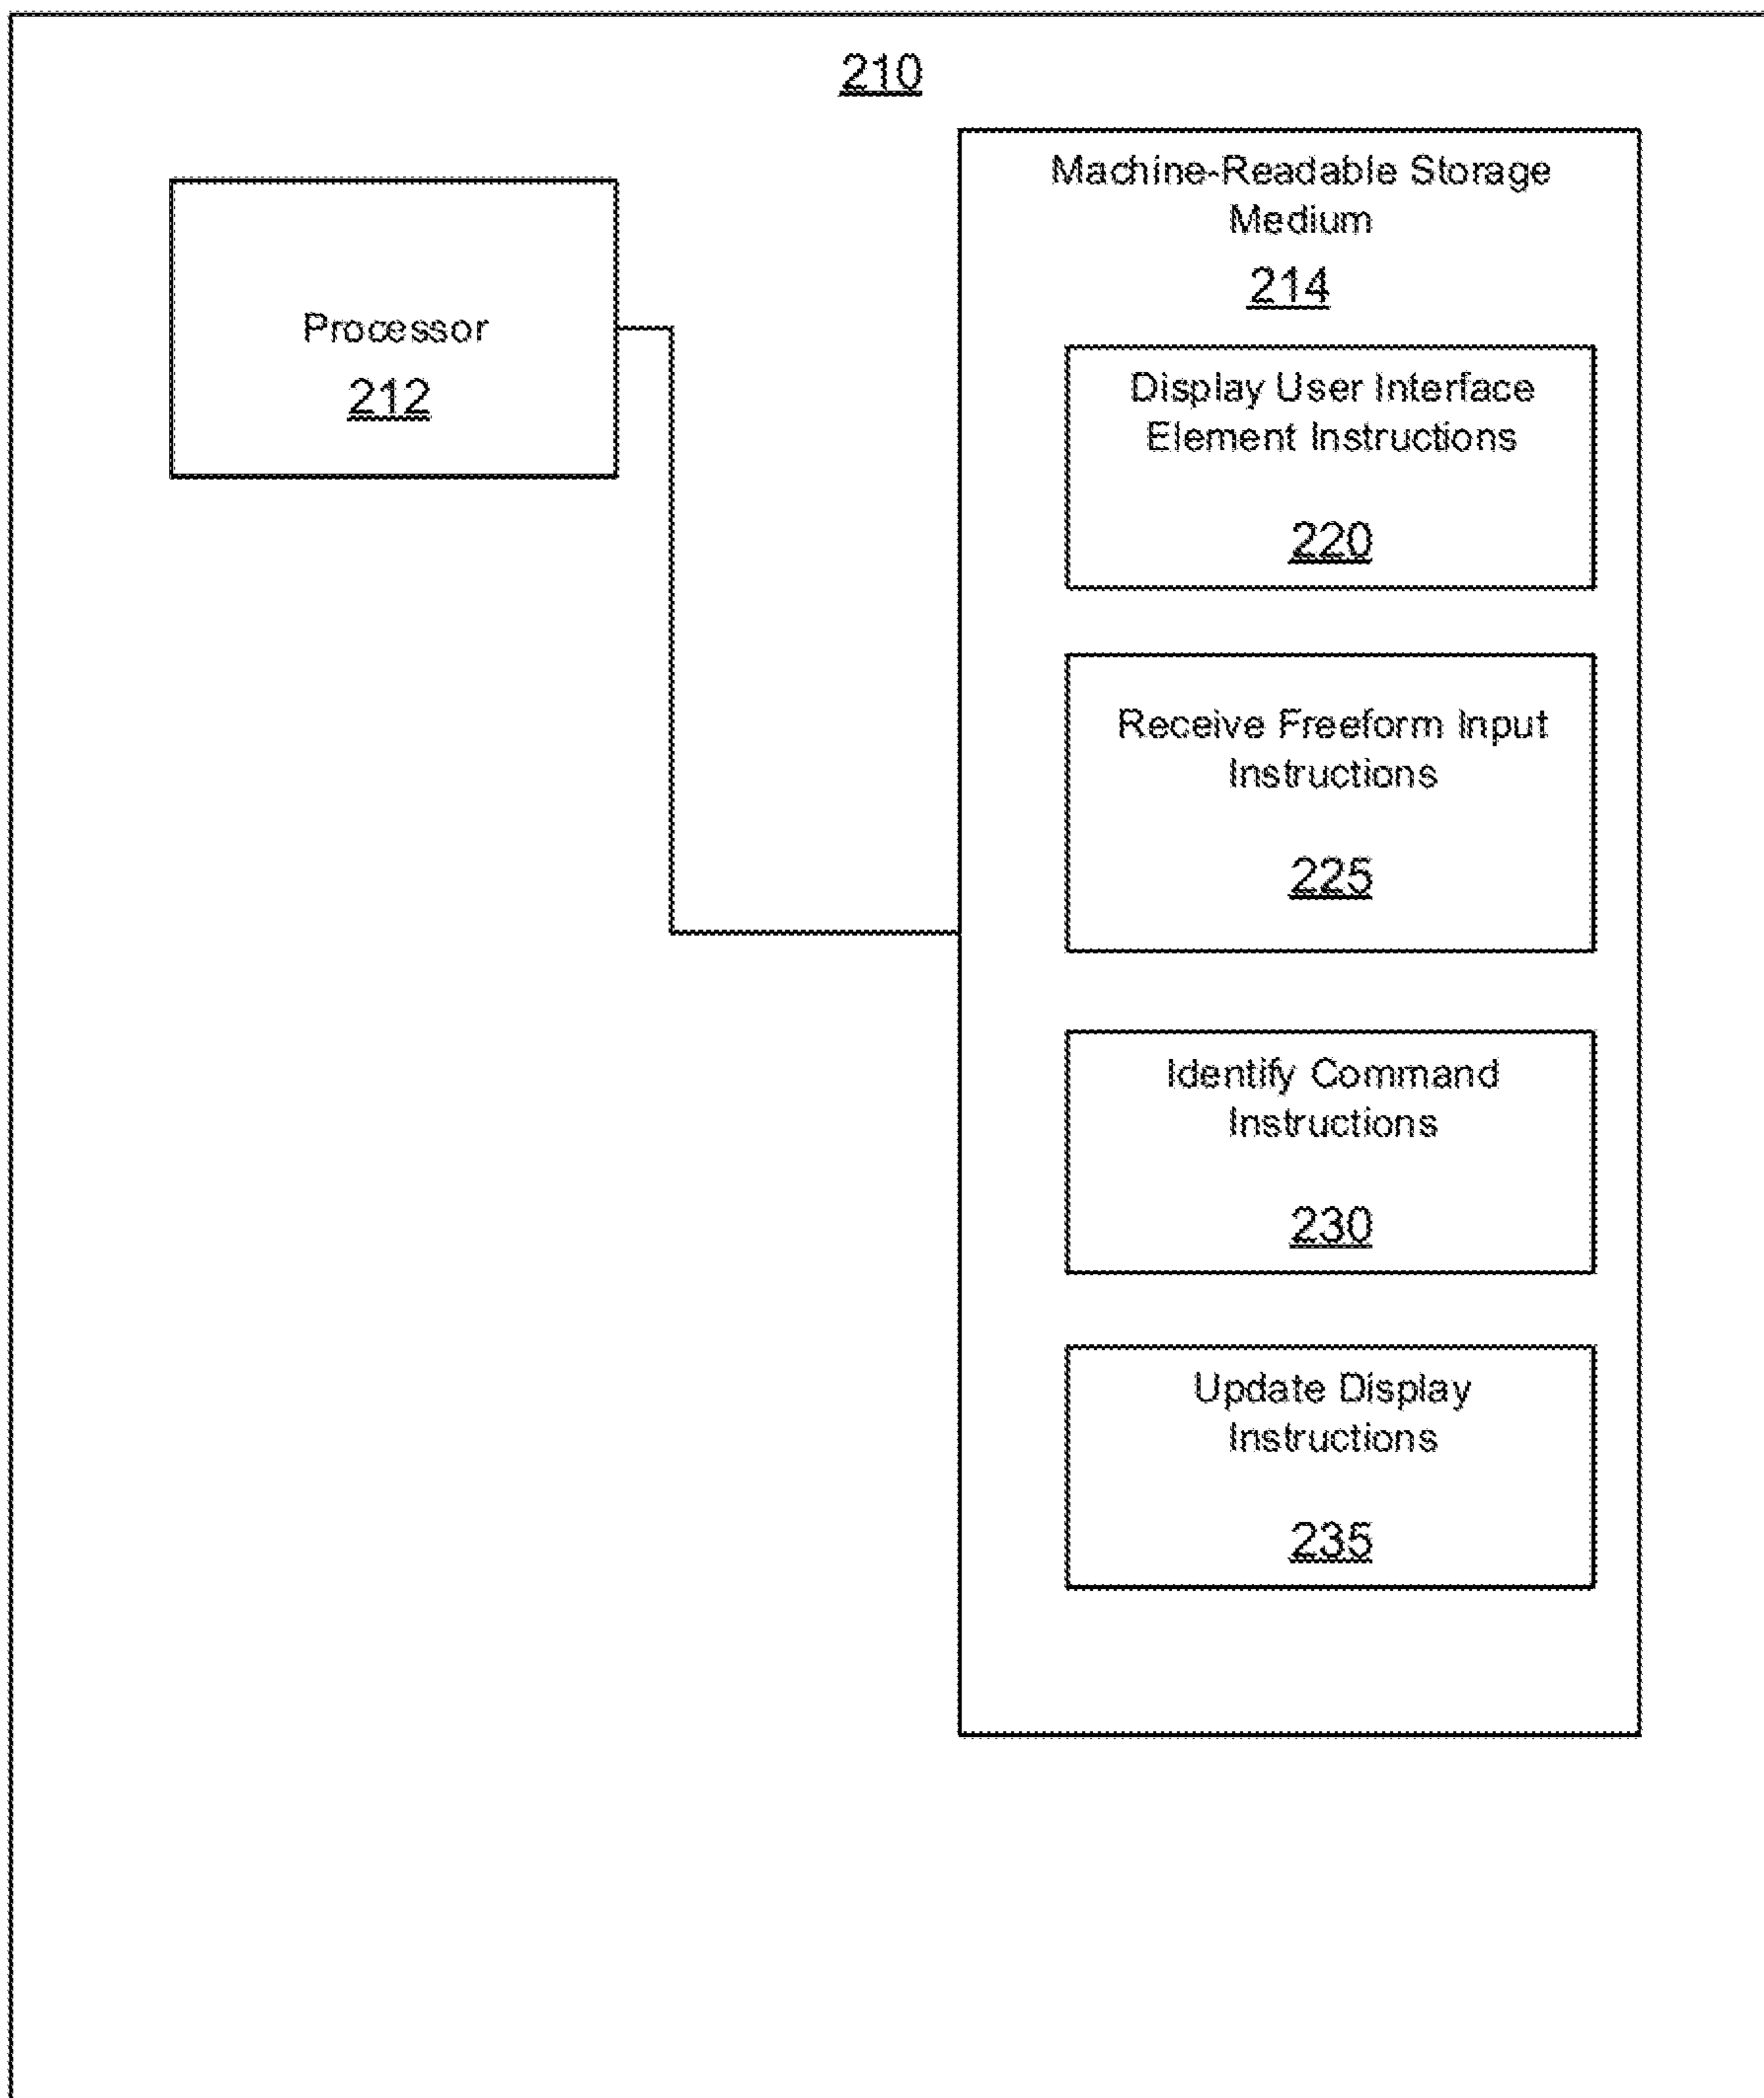 210
Processor
212
Machine-Readable Storage
Medium
214
Display User Interface
Element Instructions
220
Receive Freeform Input
Instructions
225
Identify Command
Instructions
230
Update Display
Instructions
235